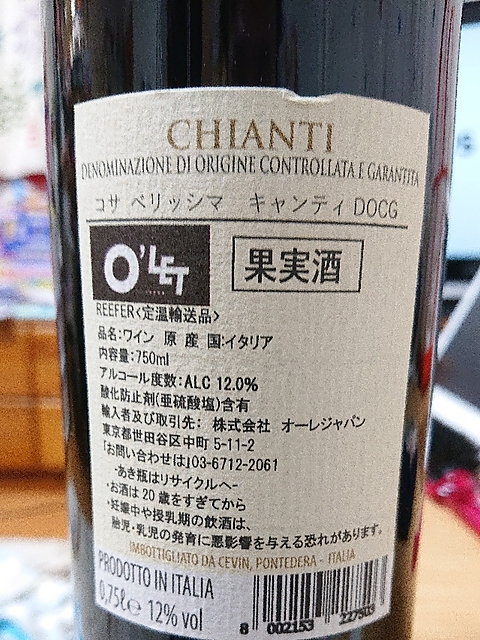 CHIANTI
DENOMINAZIONE DI ORIGINE CONTROLLATA E GARANTITA
コサ ベリッシマ キャンティ DOCG
O'LET
果実酒
REEFER<定温輸送品>
品名:ワイン 原産国:イタリア
内容量:750ml
アルコール度数:ALC 12.0%
酸化防止剤(亜硫酸塩)含有
輸入者及び取引先: 株式会社 オーレジャパン
東京都世田谷区中町 5-11-2
「お問い合わせは」03-6712-2061
-あき瓶はリサイクルへ-
・お酒は20歳をすぎてから
・妊娠中や授乳期の飲酒は、
胎児・乳児の発育に悪影響を与える恐れがあります。
IMBOTTIGLIATO DA CEVIN, PONTEDERA - ITALIA
PRODOTTO IN ITALIA
0,75ℓ e 12% vol
8 002153 227503